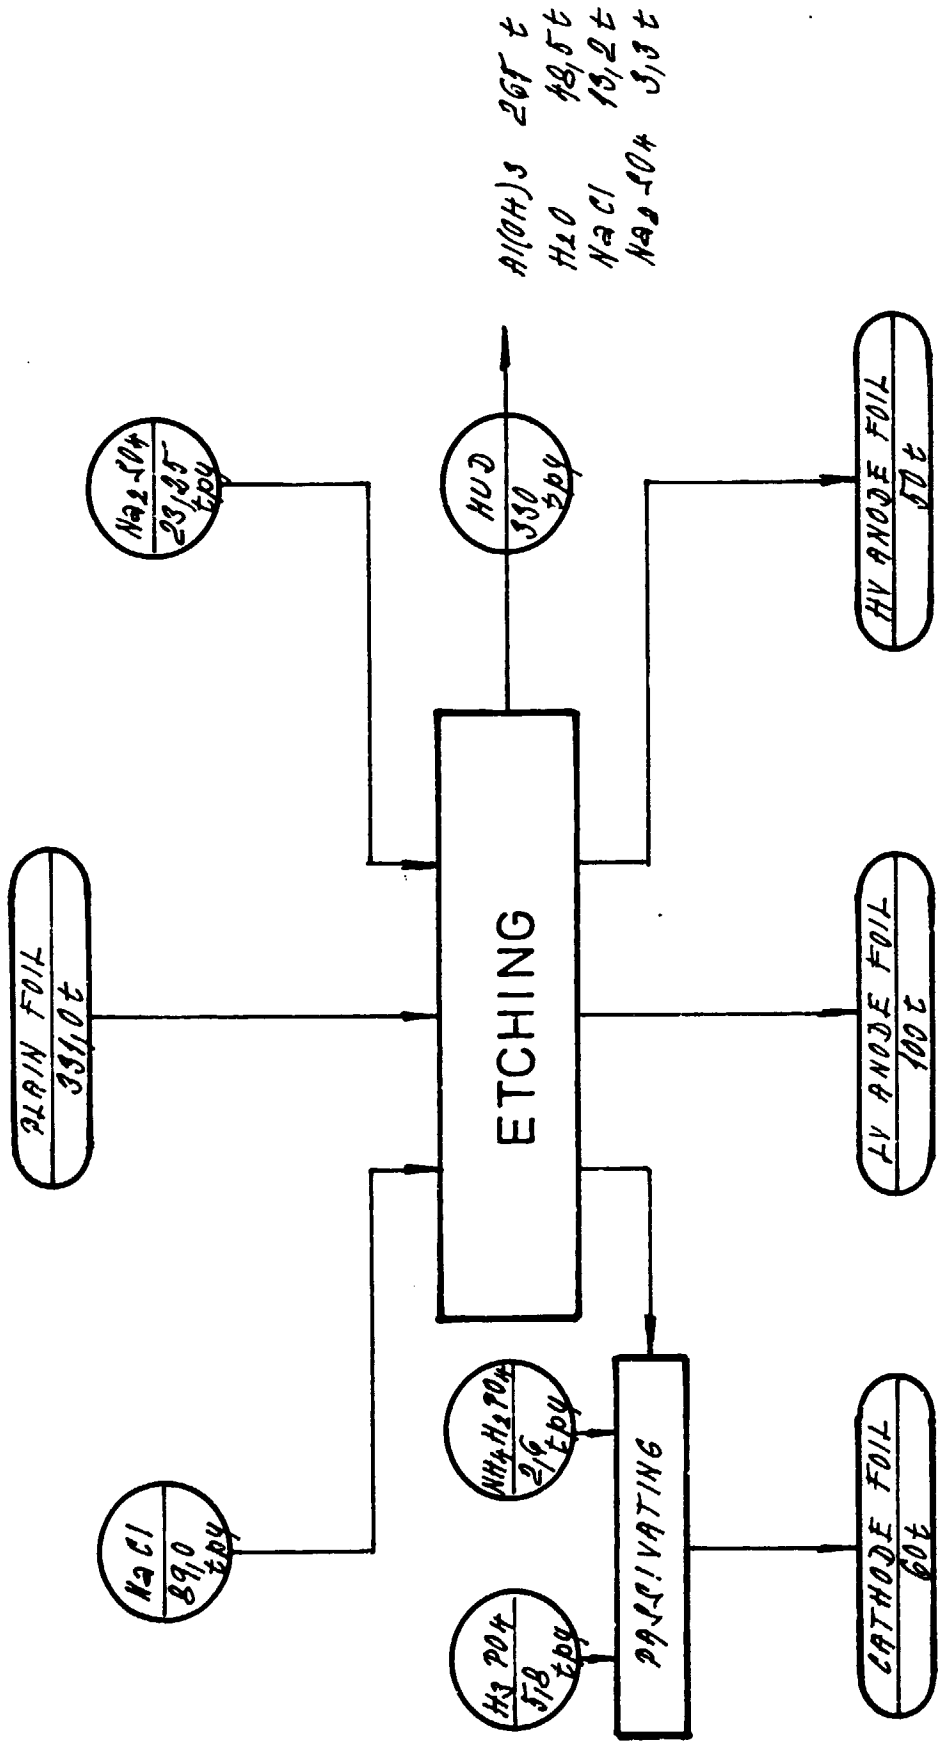 PLAIN FOIL
331,0 t
NaCl
89,0
tpy
Na2SO4
23,25
tpy
ETCHING
MUD
330
tpy
Al(OH)3 265 t
H2O 48,5 t
NaCl 13,2 t
Na2SO4 3,3 t
H3PO4
5,8
tpy
NH4H2PO4
2,6
tpy
PASSIVATING
CATHODE FOIL
60 t
LV ANODE FOIL
100 t
HV ANODE FOIL
50 t